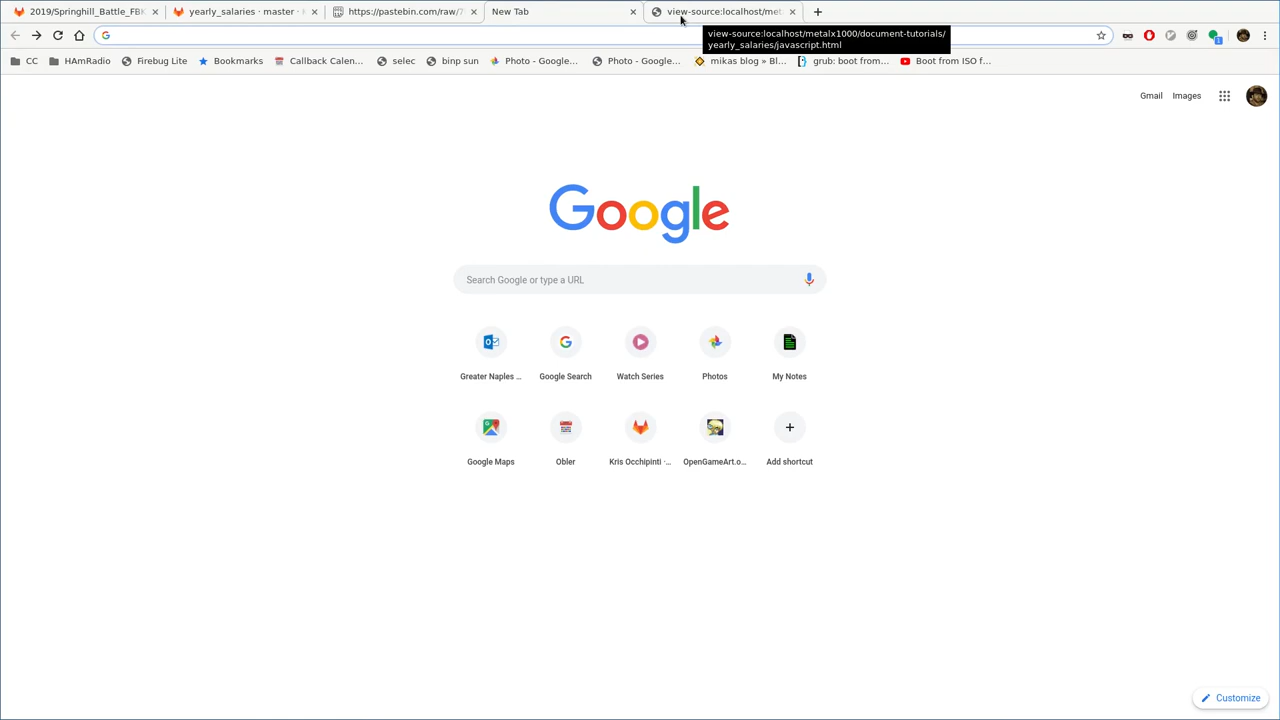 2019/Springhill_Battle_FBK
yearly_salaries · master ·
https://pastebin.com/raw/
New Tab
view-source:localhost/met
view-source:localhost/metalx1000/document-tutorials/
yearly_salaries/javascript.html
CC
HAmRadio
Firebug Lite
Bookmarks
Callback Calen...
selec
binp sun
Photo - Google...
Photo - Google...
mikas blog » Bl...
grub: boot from...
Boot from ISO f...
Gmail
Images
Google
Search Google or type a URL
Greater Naples ...
Google Search
Watch Series
Photos
My Notes
Google Maps
Obler
Kris Occhipinti ·...
OpenGameArt.o...
Add shortcut
Customize